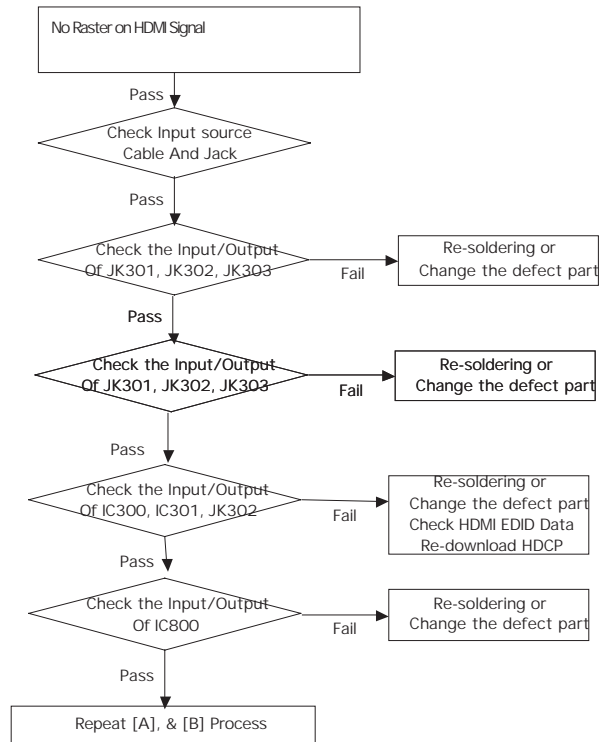 No Raster on HDMI Signal
Pass
Check Input source
Cable And Jack
Pass
Check the Input/Output
Of JK301, JK302, JK303
Fail
Re-soldering or
Change the defect part
Pass
Check the Input/Output
Of JK301, JK302, JK303
Fail
Re-soldering or
Change the defect part
Pass
Check the Input/Output
Of IC300, IC301, JK302
Fail
Re-soldering or
Change the defect part
Check HDMI EDID Data
Re-download HDCP
Pass
Check the Input/Output
Of IC800
Fail
Re-soldering or
Change the defect part
Pass
Repeat [A], & [B] Process